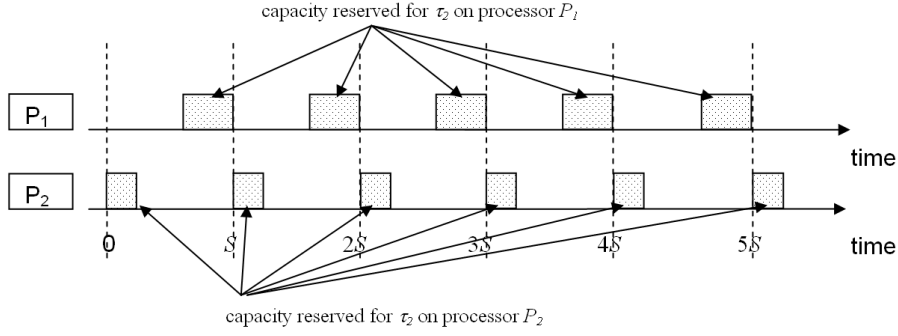 capacity reserved for τ2 on processor P1
P1
time
P2
0 S 2S 3S 4S 5S time
capacity reserved for τ2 on processor P2